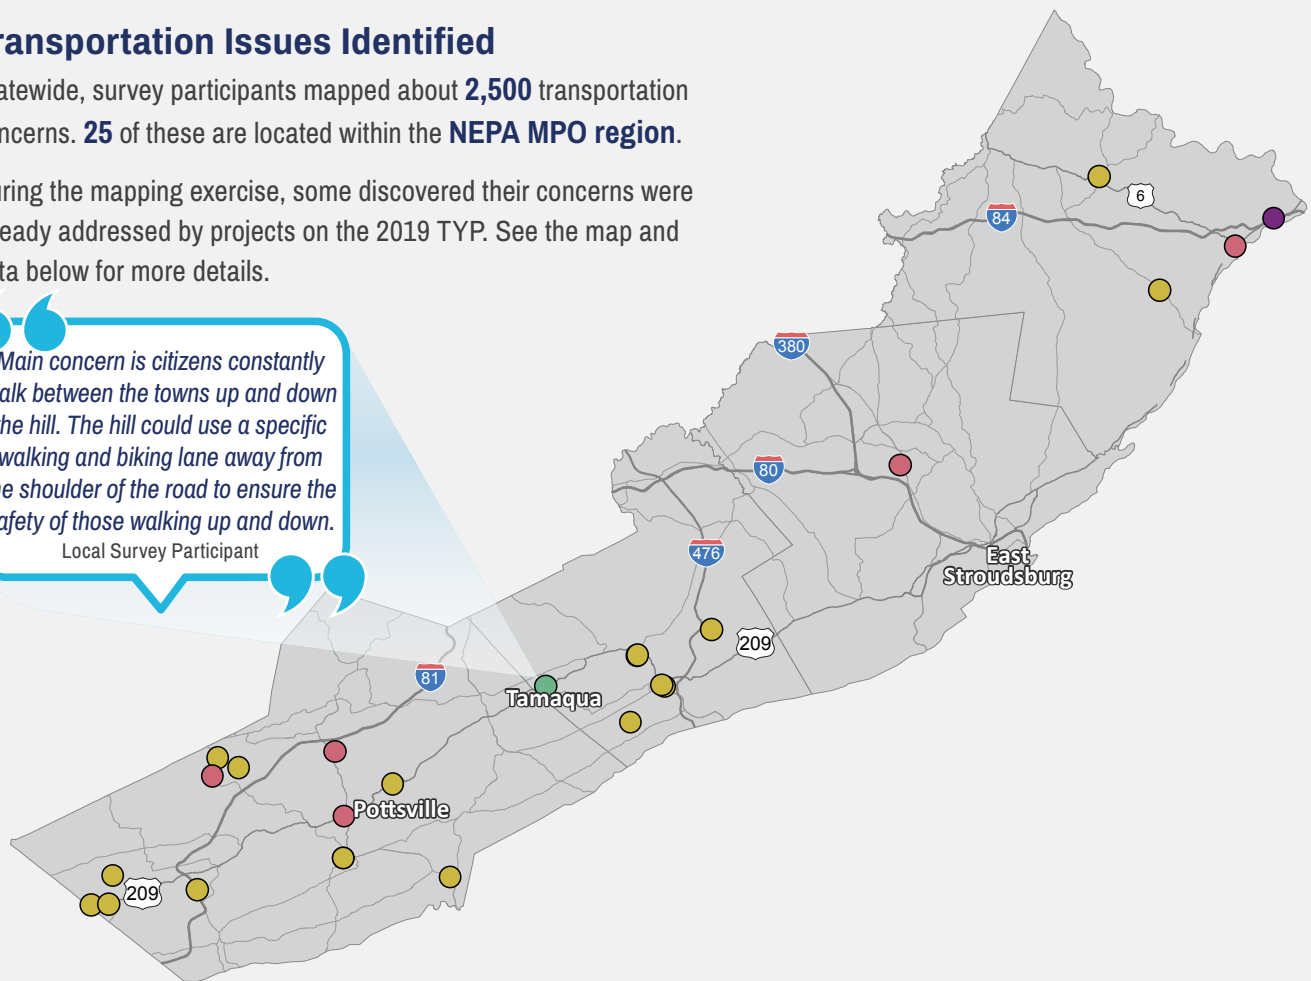 ransportation Issues Identified
atewide, survey participants mapped about 2,500 transportation
ncerns. 25 of these are located within the NEPA MPO region.
uring the mapping exercise, some discovered their concerns were
eady addressed by projects on the 2019 TYP. See the map and
ta below for more details.
Main concern is citizens constantly
alk between the towns up and down
the hill. The hill could use a specific
walking and biking lane away from
e shoulder of the road to ensure the
afety of those walking up and down.
Local Survey Participant
6
84
380
80
476
East
Stroudsburg
209
81
Tamaqua
Pottsville
209